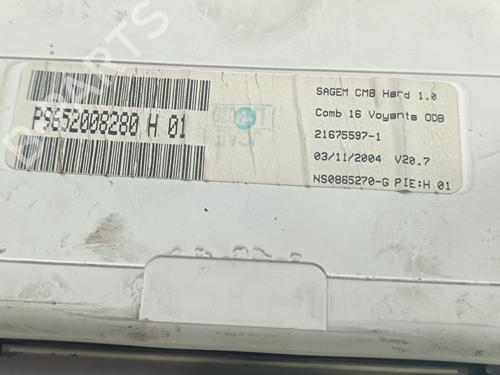 P9652008280 H 01
SAGEM CMB Hard 1.0
Comb 16 Voyants ODB
21675597-1
03/11/2004 V20.7
NS0865270-G PIE:H 01